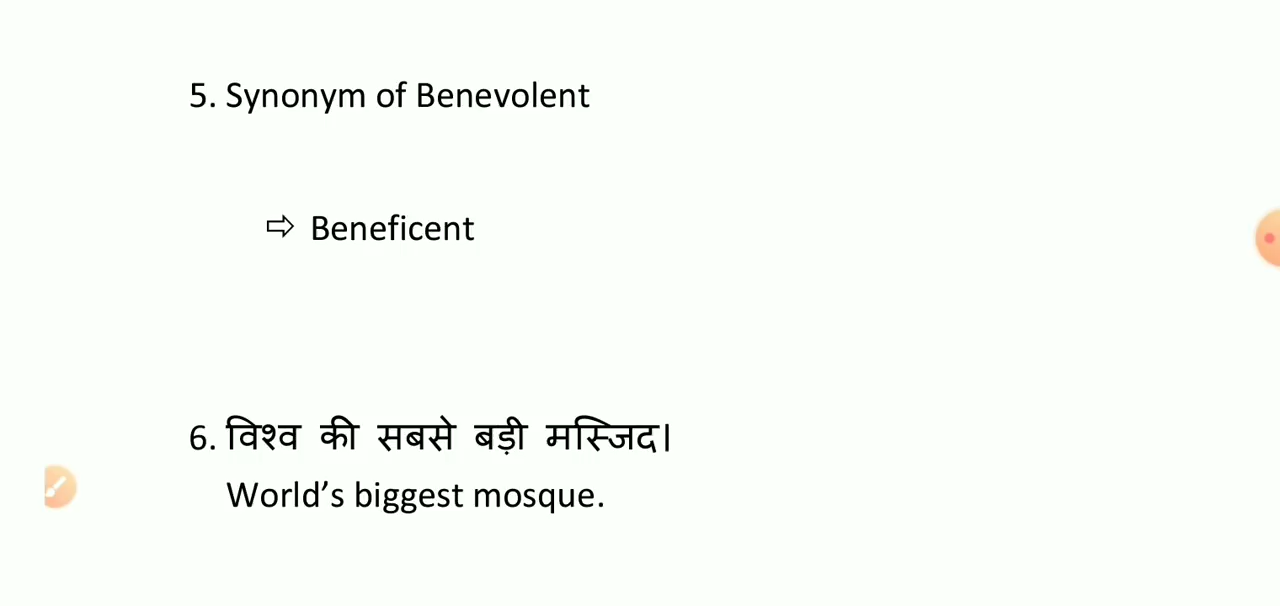 5. Synonym of Benevolent
⇨ Beneficent
6. विश्व की सबसे बड़ी मस्जिद।
World’s biggest mosque.